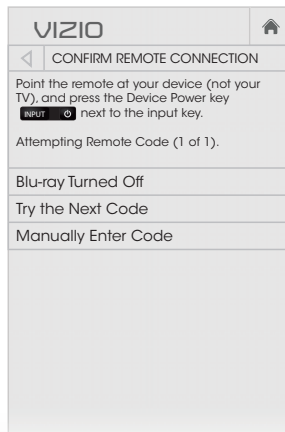 VIZIO
CONFIRM REMOTE CONNECTION
Point the remote at your device (not your
TV), and press the Device Power key
INPUT next to the input key.
Attempting Remote Code (1 of 1).
Blu-ray Turned Off
Try the Next Code
Manually Enter Code